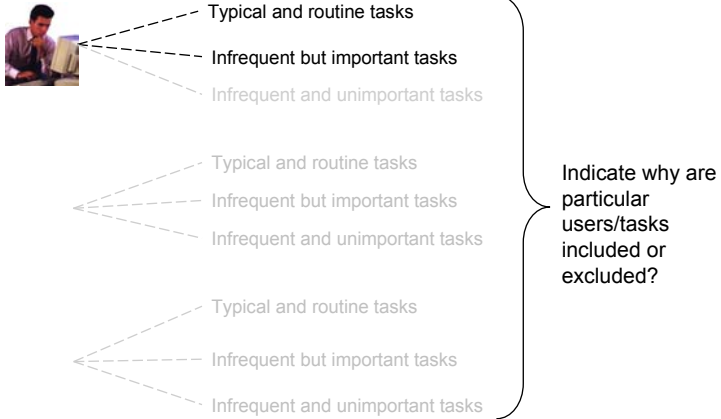 Typical and routine tasks
Infrequent but important tasks
Infrequent and unimportant tasks
Typical and routine tasks
Infrequent but important tasks
Infrequent and unimportant tasks
Typical and routine tasks
Infrequent but important tasks
Infrequent and unimportant tasks
Indicate why are
particular
users/tasks
included or
excluded?